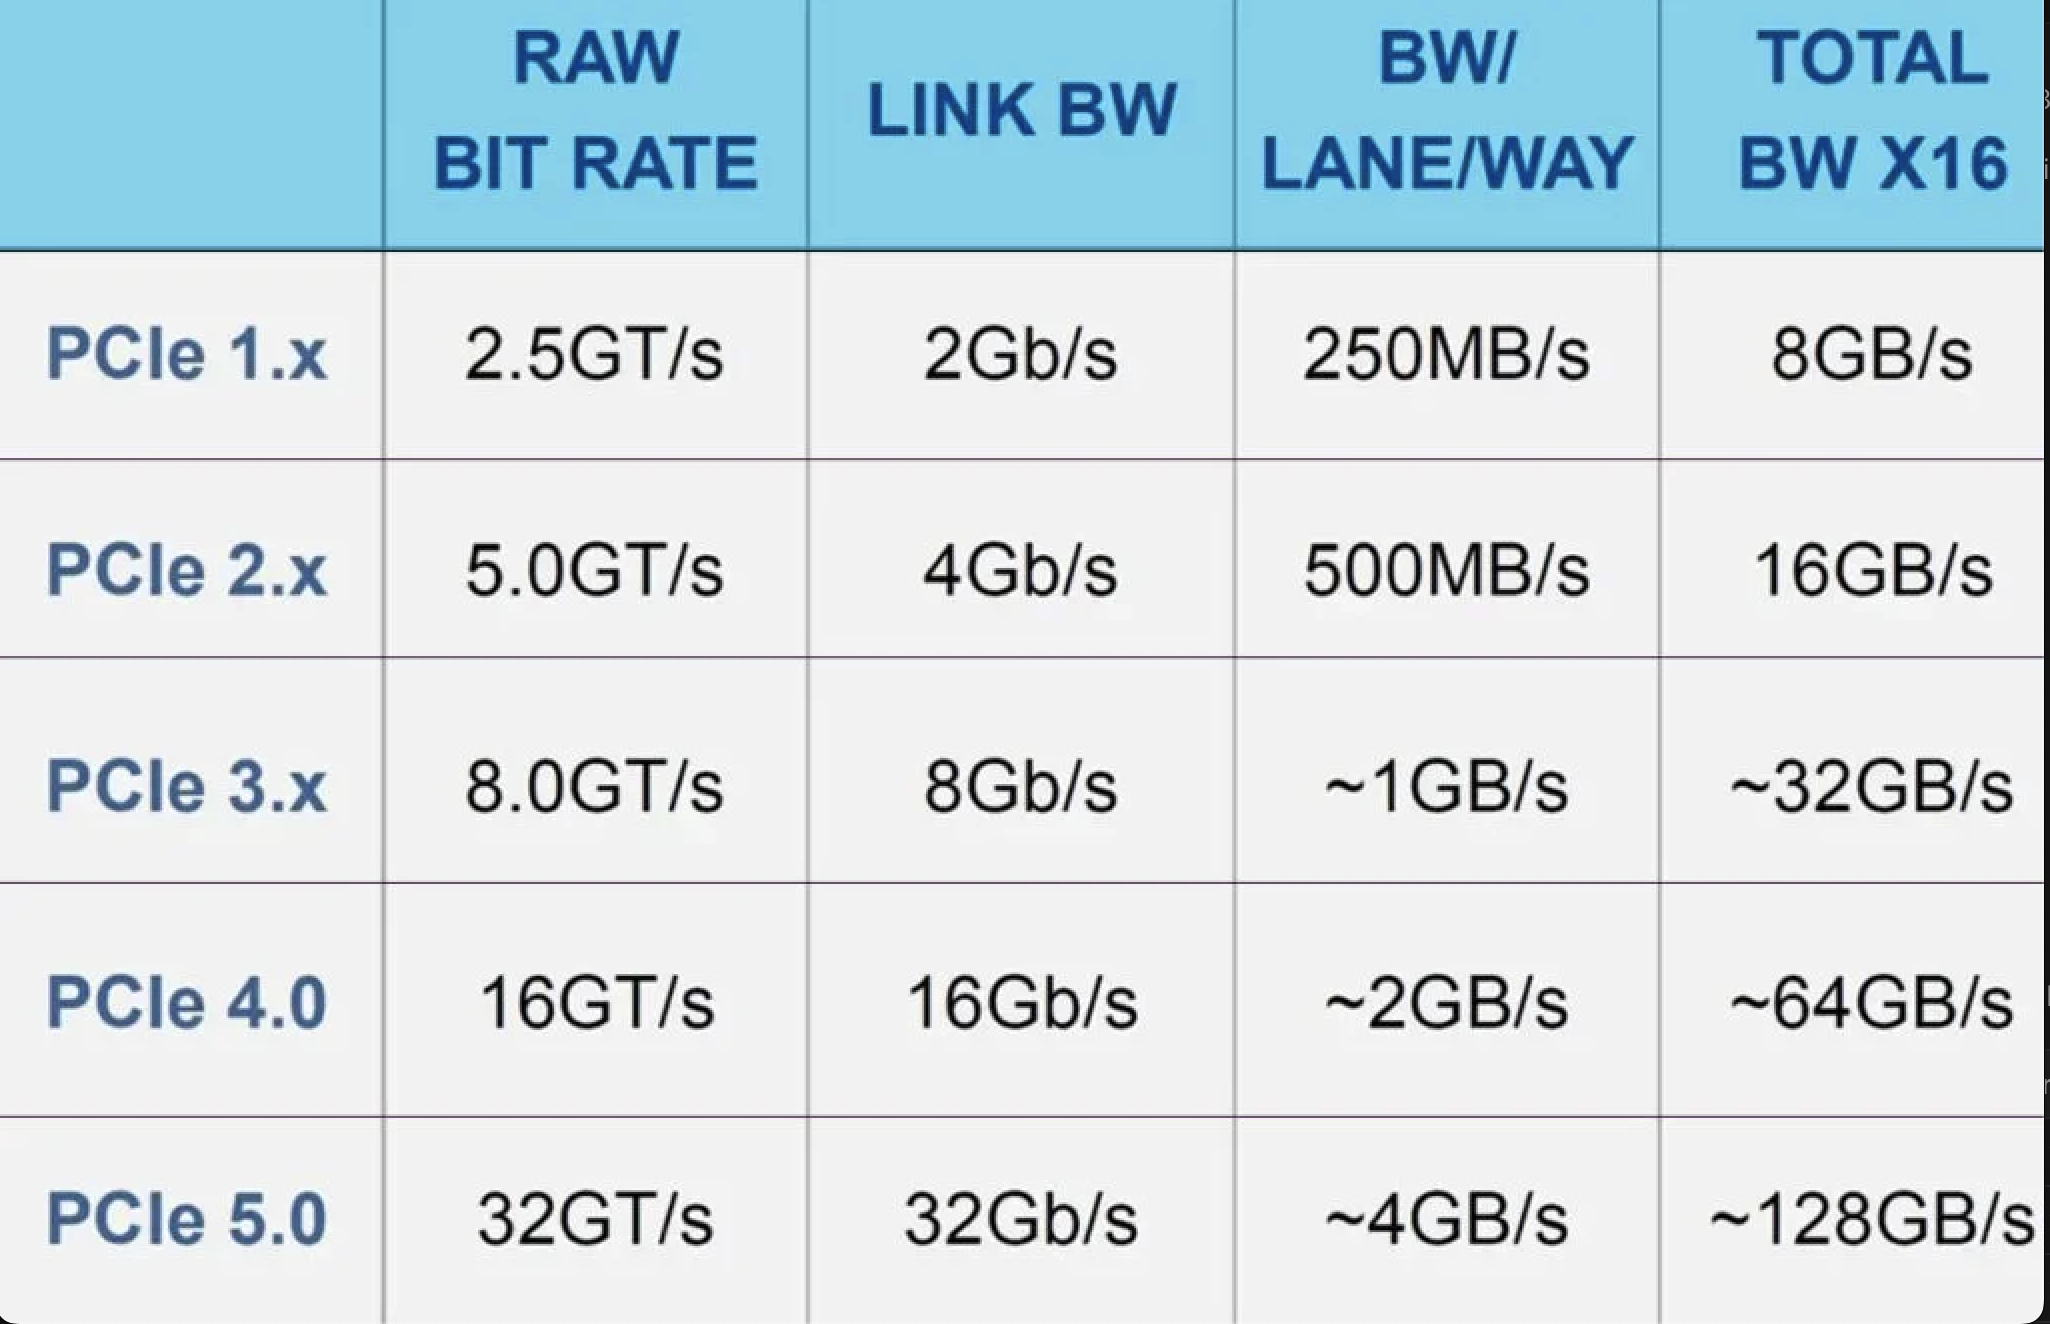 RAW
BIT RATE
LINK BW
BW/
LANE/WAY
TOTAL
BW X16
PCIe 1.x 2.5GT/s 2Gb/s 250MB/s 8GB/s
PCIe 2.x 5.0GT/s 4Gb/s 500MB/s 16GB/s
PCIe 3.x 8.0GT/s 8Gb/s ~1GB/s ~32GB/s
PCIe 4.0 16GT/s 16Gb/s ~2GB/s ~64GB/s
PCIe 5.0 32GT/s 32Gb/s ~4GB/s ~128GB/s